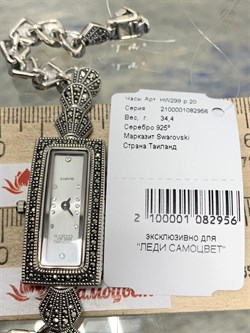 Часы Арт. HW299 р.20
Серия 2100001082956
Вес, г. 34,4
Серебро 925°
Марказит Swarovski
Страна Таиланд
2 100001 082956
эксклюзивно для
"ЛЕДИ САМОЦВЕТ"